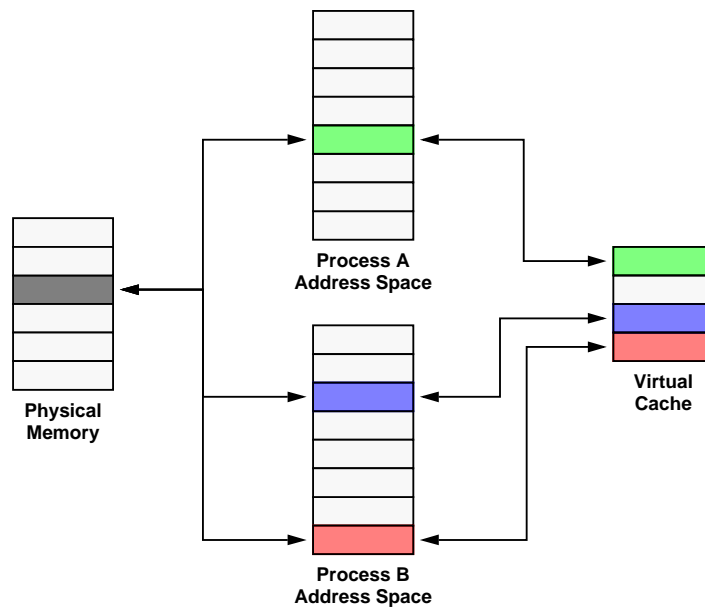 Process A
Address Space
Physical
Memory
Virtual
Cache
Process B
Address Space